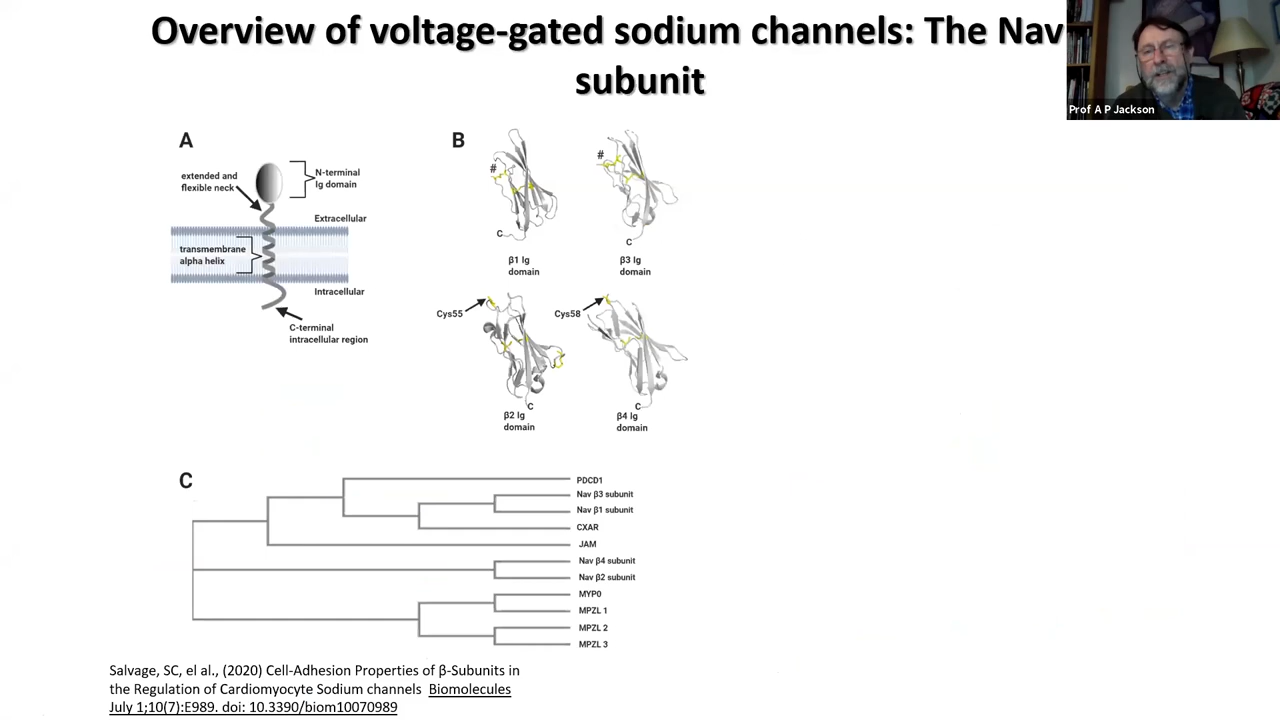 Overview of voltage-gated sodium channels: The Nav
subunit
Prof A P Jackson
A
extended and
flexible neck
N-terminal
Ig domain
Extracellular
transmembrane
alpha helix
Intracellular
C-terminal
intracellular region
B
#
C
β1 Ig
domain
#
C
β3 Ig
domain
Cys55
C
β2 Ig
domain
Cys58
C
β4 Ig
domain
C
PDCD1
Nav β3 subunit
Nav β1 subunit
CXAR
JAM
Nav β4 subunit
Nav β2 subunit
MYP0
MPZL 1
MPZL 2
MPZL 3
Salvage, SC, el al., (2020) Cell-Adhesion Properties of β-Subunits in
the Regulation of Cardiomyocyte Sodium channels Biomolecules
July 1;10(7):E989. doi: 10.3390/biom10070989